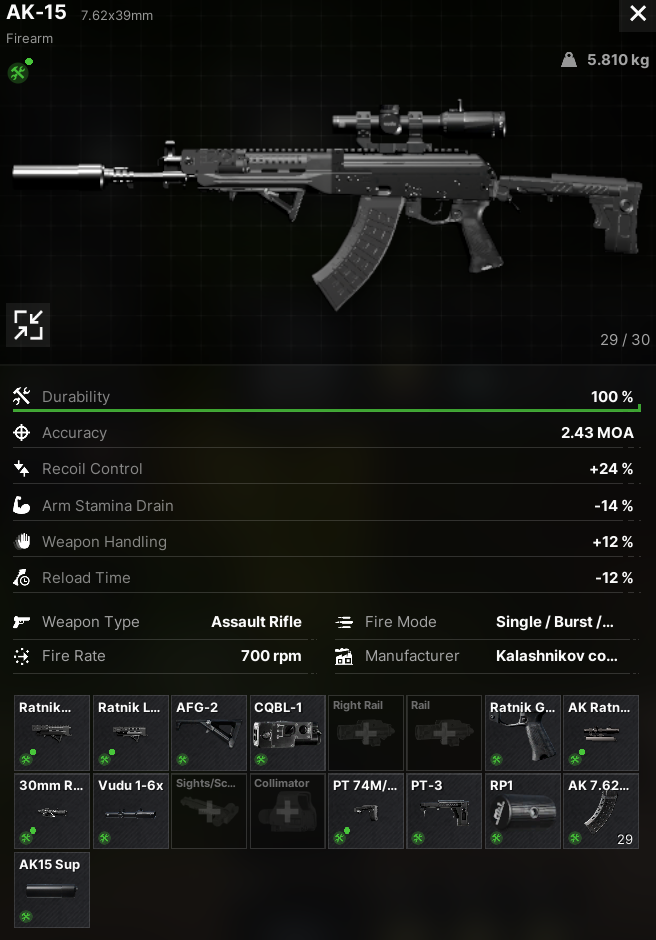 AK-15 7.62x39mm
Firearm
5.810 kg
29 / 30
Durability 100 %
Accuracy 2.43 MOA
Recoil Control +24 %
Arm Stamina Drain -14 %
Weapon Handling +12 %
Reload Time -12 %
Weapon Type Assault Rifle Fire Mode Single / Burst /...
Fire Rate 700 rpm Manufacturer Kalashnikov co...
Ratnik... Ratnik L... AFG-2 CQBL-1 Right Rail Rail Ratnik G... AK Ratn...
30mm R... Vudu 1-6x Sights/Sc... Collimator PT 74M/... PT-3 RP1 AK 7.62...
29
AK15 Sup